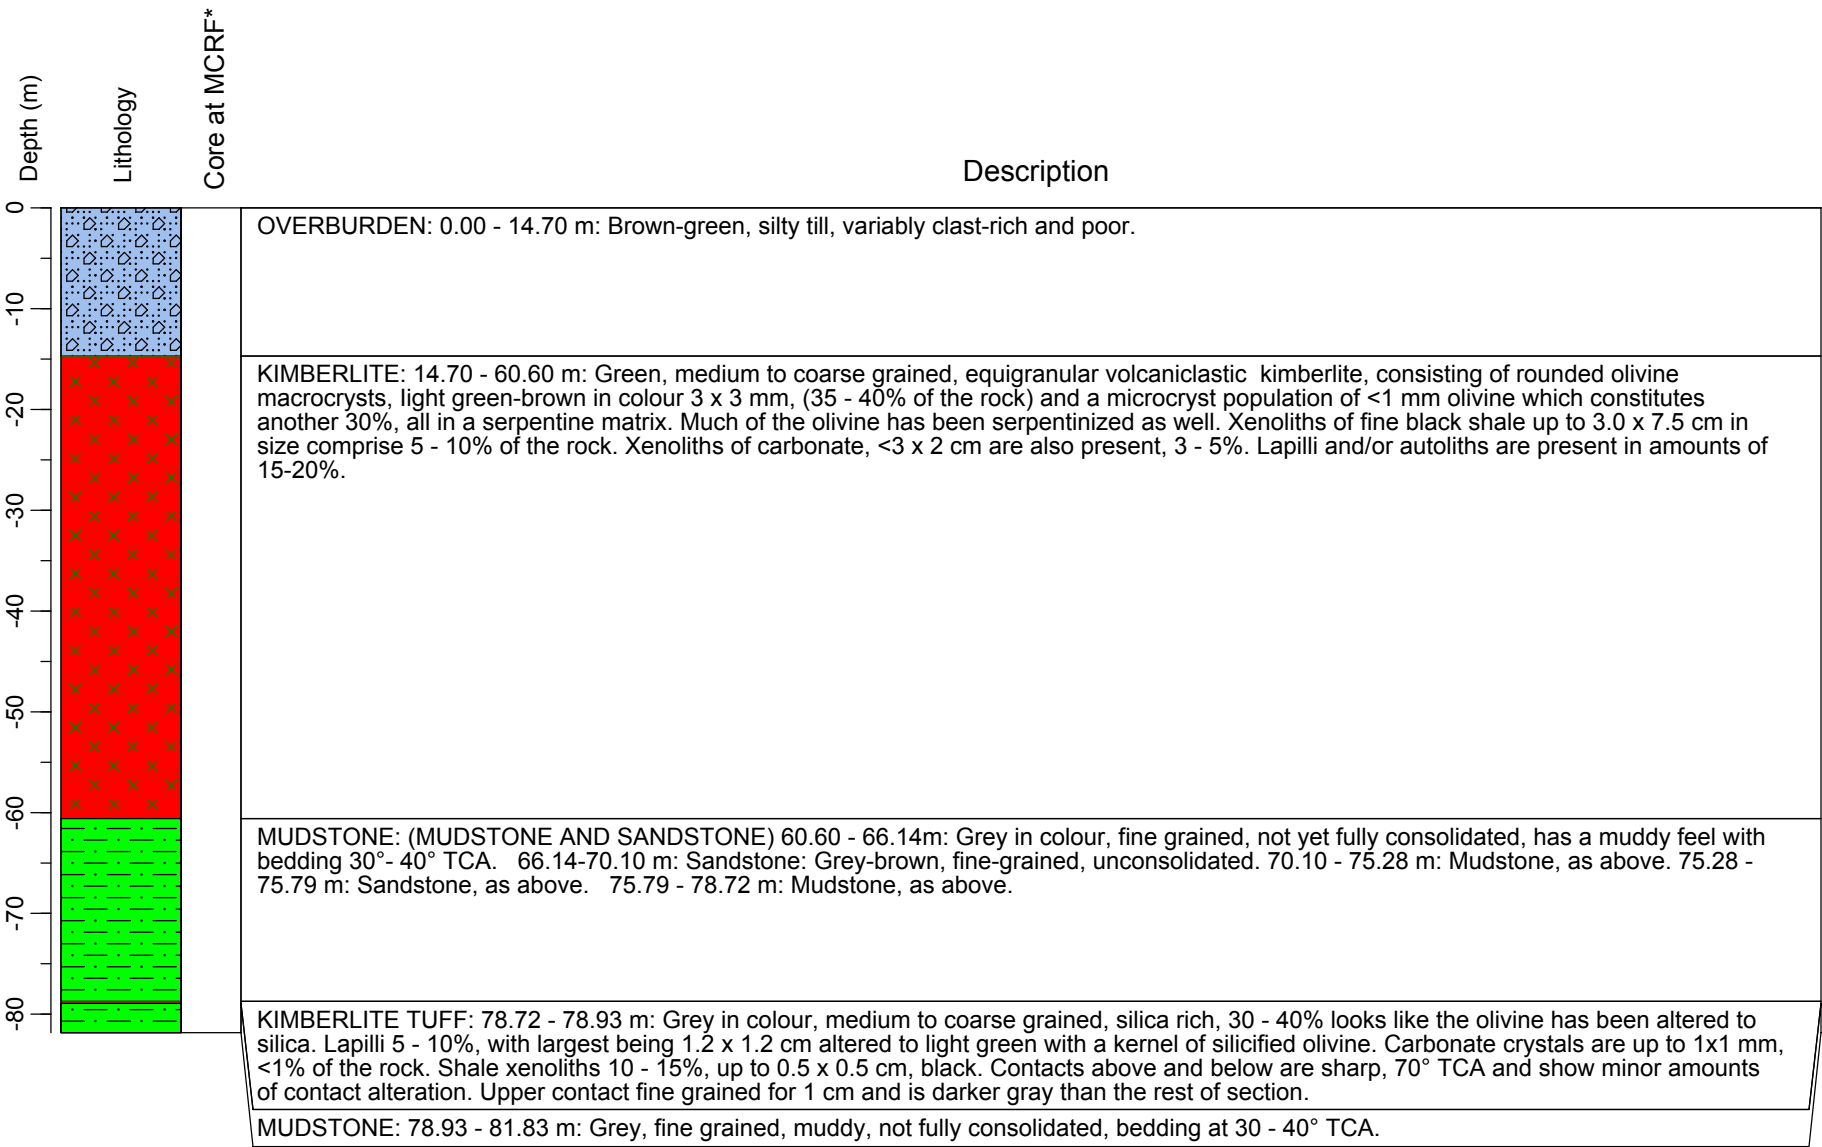 Depth (m)
Lithology
Core at MCRF*
Description
0
-10
-20
-30
-40
-50
-60
-70
-80
OVERBURDEN: 0.00 - 14.70 m: Brown-green, silty till, variably clast-rich and poor.
KIMBERLITE: 14.70 - 60.60 m: Green, medium to coarse grained, equigranular volcaniclastic kimberlite, consisting of rounded olivine
macrocrysts, light green-brown in colour 3 x 3 mm, (35 - 40% of the rock) and a microcryst population of <1 mm olivine which constitutes
another 30%, all in a serpentine matrix. Much of the olivine has been serpentinized as well. Xenoliths of fine black shale up to 3.0 x 7.5 cm in
size comprise 5 - 10% of the rock. Xenoliths of carbonate, <3 x 2 cm are also present, 3 - 5%. Lapilli and/or autoliths are present in amounts of
15-20%.
MUDSTONE: (MUDSTONE AND SANDSTONE) 60.60 - 66.14m: Grey in colour, fine grained, not yet fully consolidated, has a muddy feel with
bedding 30°- 40° TCA. 66.14-70.10 m: Sandstone: Grey-brown, fine-grained, unconsolidated. 70.10 - 75.28 m: Mudstone, as above. 75.28 -
75.79 m: Sandstone, as above. 75.79 - 78.72 m: Mudstone, as above.
KIMBERLITE TUFF: 78.72 - 78.93 m: Grey in colour, medium to coarse grained, silica rich, 30 - 40% looks like the olivine has been altered to
silica. Lapilli 5 - 10%, with largest being 1.2 x 1.2 cm altered to light green with a kernel of silicified olivine. Carbonate crystals are up to 1x1 mm,
<1% of the rock. Shale xenoliths 10 - 15%, up to 0.5 x 0.5 cm, black. Contacts above and below are sharp, 70° TCA and show minor amounts
of contact alteration. Upper contact fine grained for 1 cm and is darker gray than the rest of section.
MUDSTONE: 78.93 - 81.83 m: Grey, fine grained, muddy, not fully consolidated, bedding at 30 - 40° TCA.